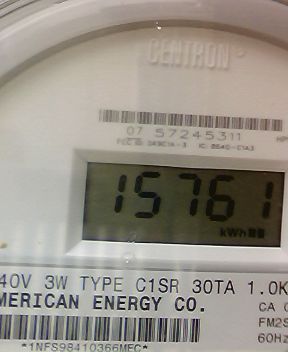 CENTRON®
07 57245311
15761
kWh
40V 3W TYPE C1SR 30TA 1.0K
MERICAN ENERGY CO.
CA
FM2S
60Hz
*1NFS98410366MEC*